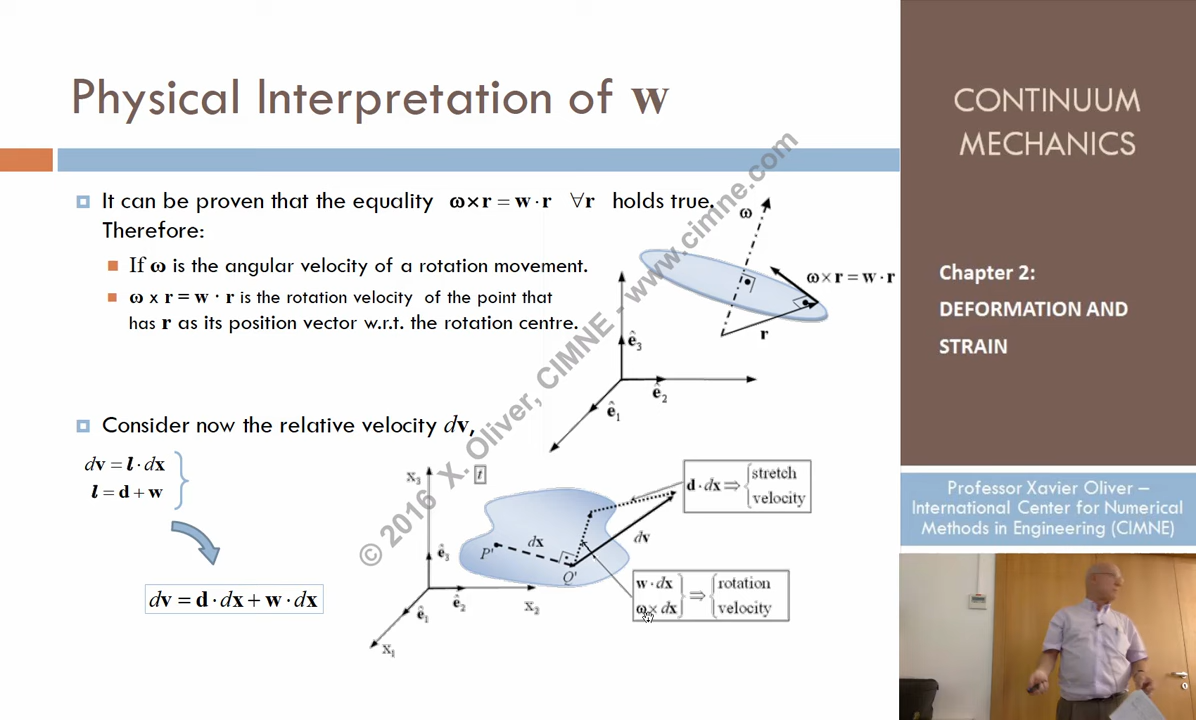 Physical Interpretation of w
It can be proven that the equality ω×r = w·r ∀r holds true.
Therefore:
If ω is the angular velocity of a rotation movement.
ω x r = w · r is the rotation velocity of the point that
has r as its position vector w.r.t. the rotation centre.
ω
ω×r = w·r
r
ê₃
ê₂
ê₁
Consider now the relative velocity dv,
dv = l·dx
l = d + w
dv = d·dx + w·dx
x₃
t
ê₃
ê₂
ê₁
x₂
x₁
P'
dx
Q'
dv
d·dx ⇒ { stretch
velocity
w·dx
ω×dx } ⇒ { rotation
velocity
© 2016 X. Oliver, CIMNE - www.cimne.com
CONTINUUM
MECHANICS
Chapter 2:
DEFORMATION AND
STRAIN
Professor Xavier Oliver –
International Center for Numerical
Methods in Engineering (CIMNE)